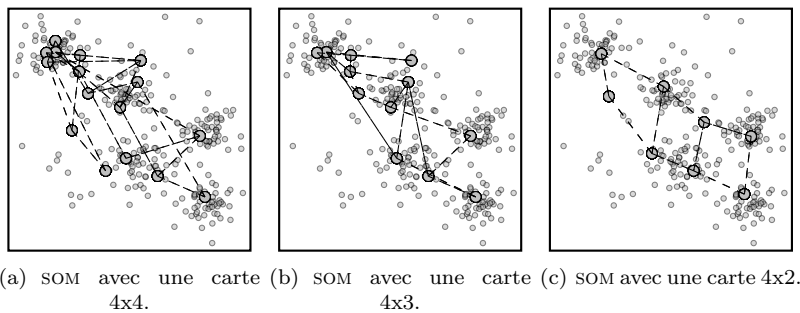 (a) SOM avec une carte 4x4.
(b) SOM avec une carte 4x3.
(c) SOM avec une carte 4x2.